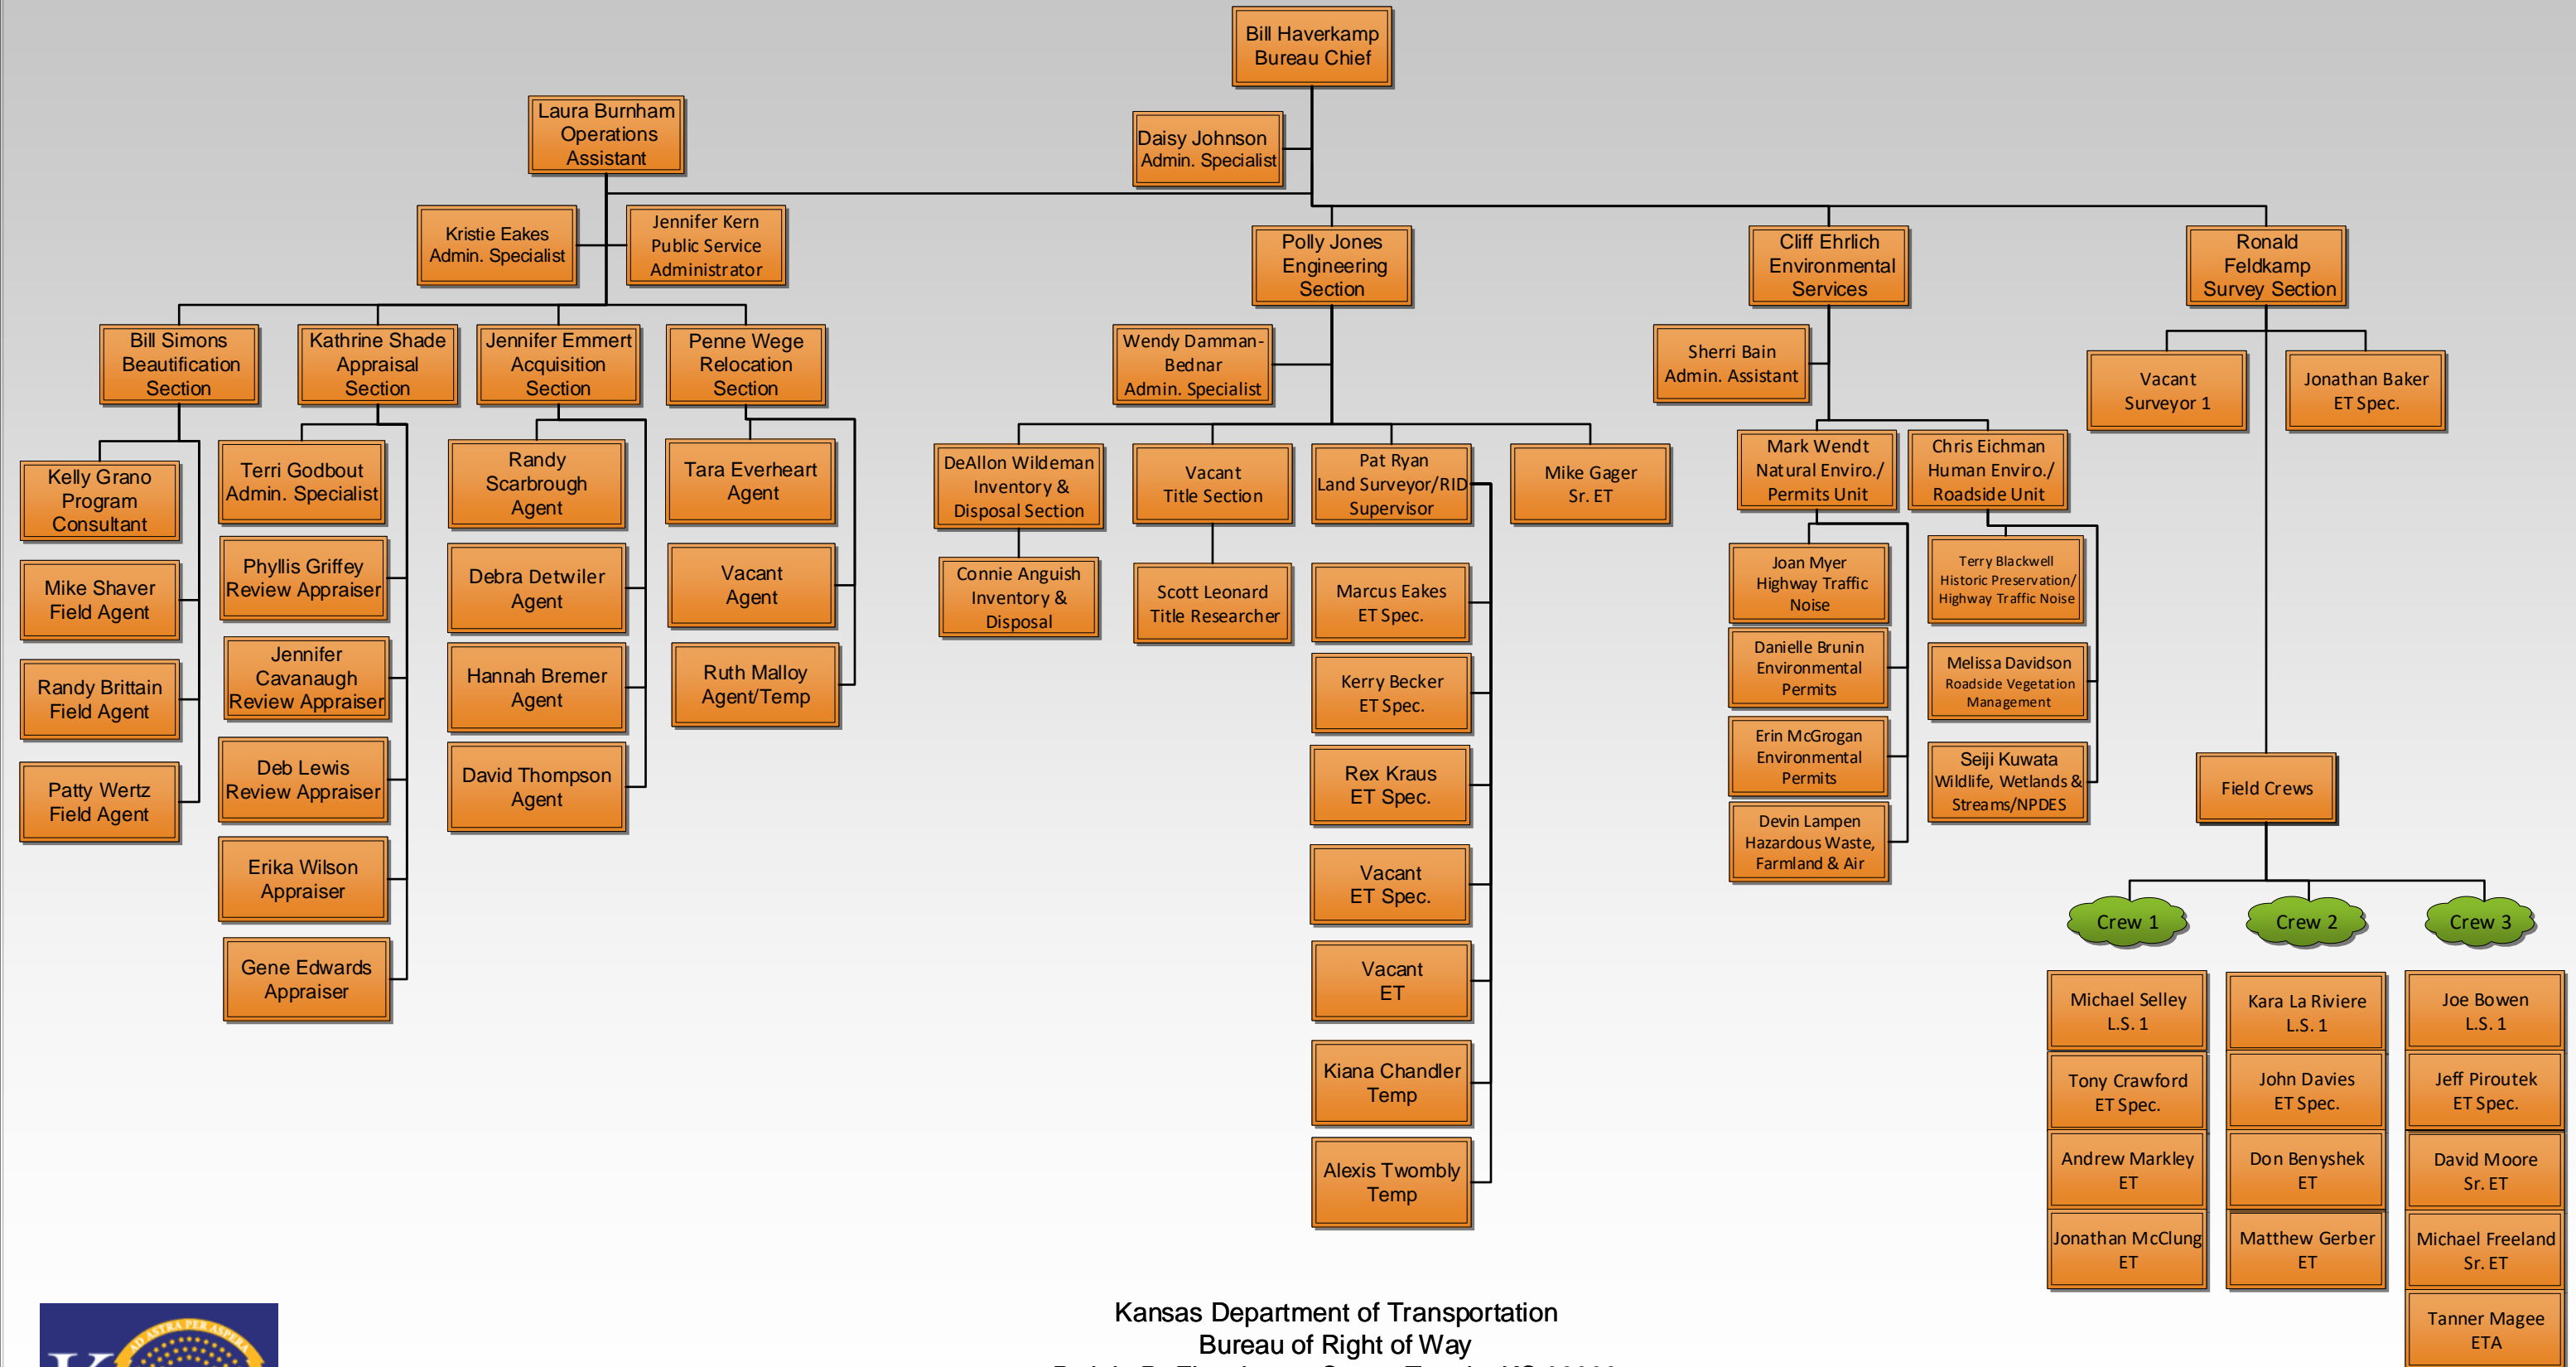 Bill Haverkamp
Bureau Chief
Laura Burnham
Operations
Assistant
Daisy Johnson
Admin. Specialist
Kristie Eakes
Admin. Specialist
Jennifer Kern
Public Service
Administrator
Polly Jones
Engineering
Section
Cliff Ehrlich
Environmental
Services
Ronald
Feldkamp
Survey Section
Bill Simons
Beautification
Section
Kathrine Shade
Appraisal
Section
Jennifer Emmert
Acquisition
Section
Penne Wege
Relocation
Section
Wendy Damman-
Bednar
Admin. Specialist
Sherri Bain
Admin. Assistant
Vacant
Surveyor 1
Jonathan Baker
ET Spec.
Kelly Grano
Program
Consultant
Mike Shaver
Field Agent
Randy Brittain
Field Agent
Patty Wertz
Field Agent
Terri Godbout
Admin. Specialist
Phyllis Griffey
Review Appraiser
Jennifer
Cavanaugh
Review Appraiser
Deb Lewis
Review Appraiser
Erika Wilson
Appraiser
Gene Edwards
Appraiser
Randy
Scarbrough
Agent
Debra Detwiler
Agent
Hannah Bremer
Agent
David Thompson
Agent
Tara Everheart
Agent
Vacant
Agent
Ruth Malloy
Agent/Temp
DeAllon Wildeman
Inventory &
Disposal Section
Connie Anguish
Inventory &
Disposal
Vacant
Title Section
Scott Leonard
Title Researcher
Pat Ryan
Land Surveyor/RID
Supervisor
Marcus Eakes
ET Spec.
Kerry Becker
ET Spec.
Rex Kraus
ET Spec.
Vacant
ET Spec.
Vacant
ET
Kiana Chandler
Temp
Alexis Twombly
Temp
Mike Gager
Sr. ET
Mark Wendt
Natural Enviro./
Permits Unit
Joan Myer
Highway Traffic
Noise
Danielle Brunin
Environmental
Permits
Erin McGrogan
Environmental
Permits
Devin Lampen
Hazardous Waste,
Farmland & Air
Chris Eichman
Human Enviro./
Roadside Unit
Terry Blackwell
Historic Preservation/
Highway Traffic Noise
Melissa Davidson
Roadside Vegetation
Management
Seiji Kuwata
Wildlife, Wetlands &
Streams/NPDES
Field Crews
Crew 1
Michael Selley
L.S. 1
Tony Crawford
ET Spec.
Andrew Markley
ET
Jonathan McClung
ET
Crew 2
Kara La Riviere
L.S. 1
John Davies
ET Spec.
Don Benyshek
ET
Matthew Gerber
ET
Crew 3
Joe Bowen
L.S. 1
Jeff Piroutek
ET Spec.
David Moore
Sr. ET
Michael Freeland
Sr. ET
Tanner Magee
ETA
AD ASTRA PER ASPERA
K
Kansas Department of Transportation
Bureau of Right of Way